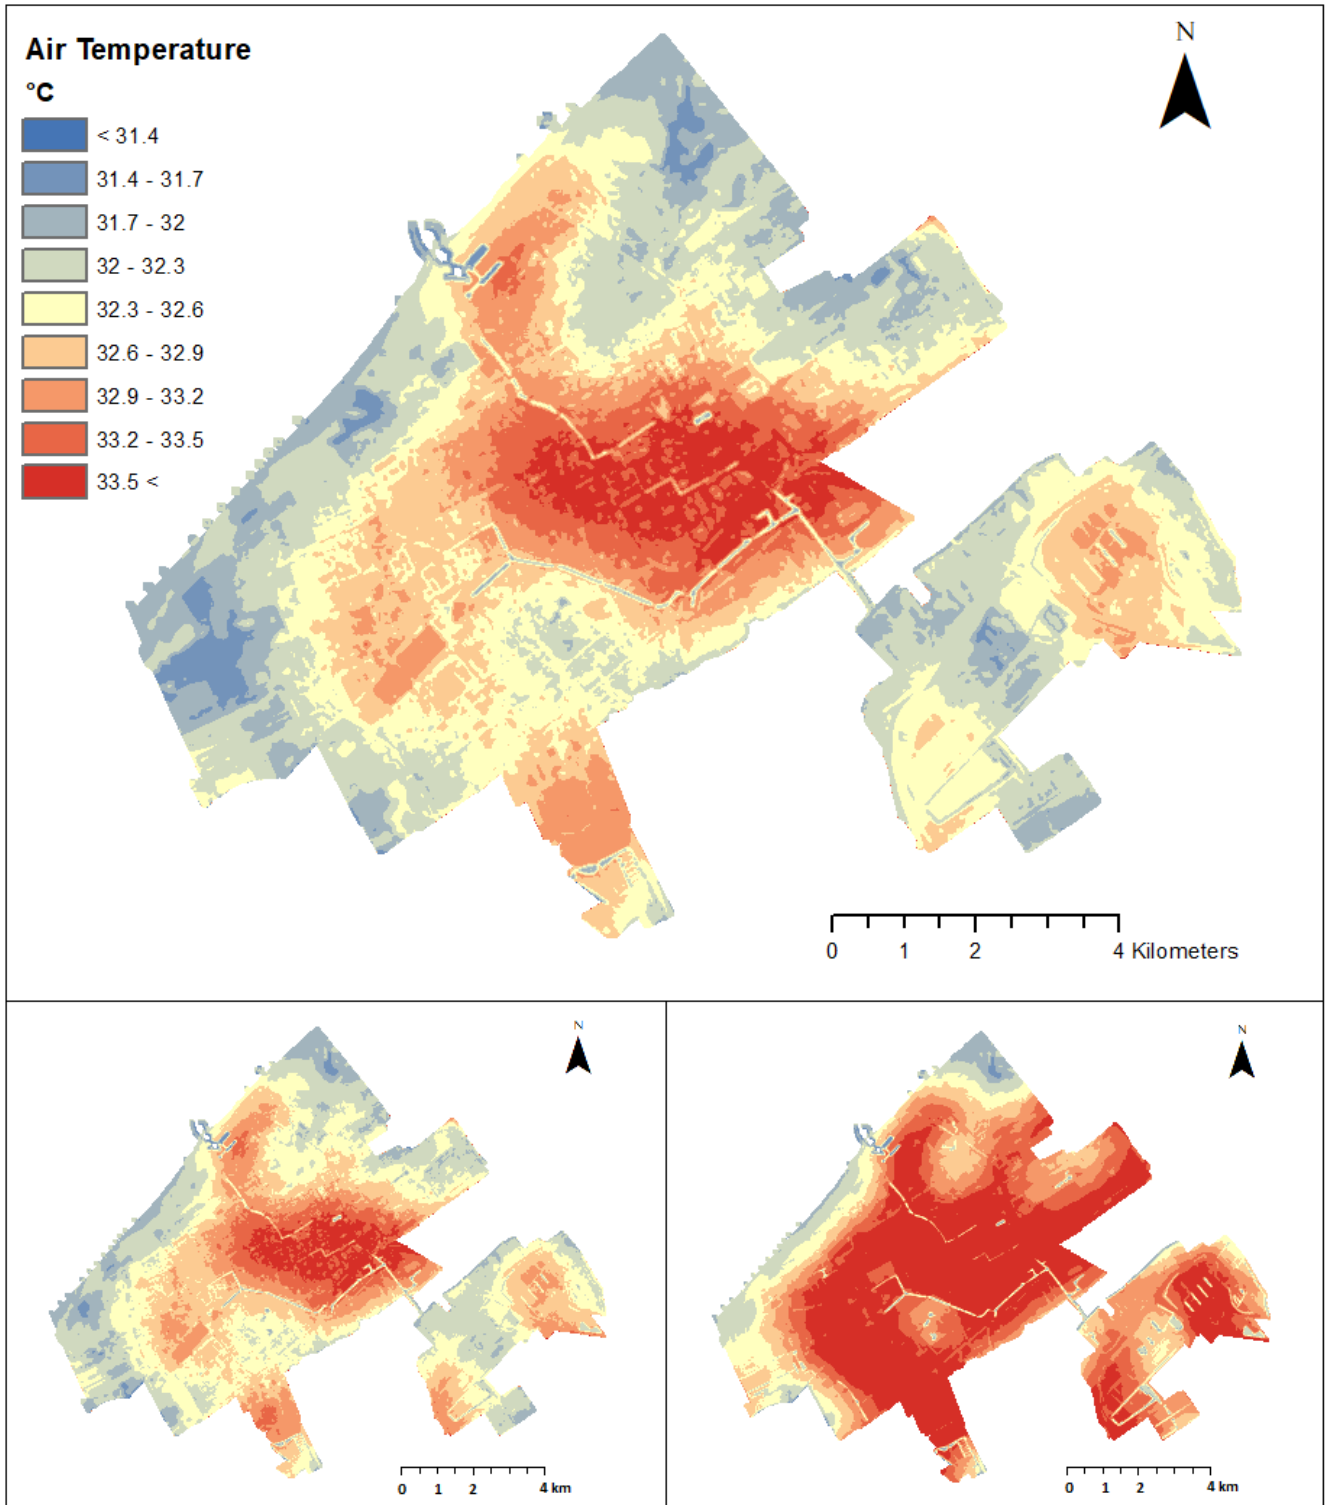 Air Temperature
°C
< 31.4
31.4 - 31.7
31.7 - 32
32 - 32.3
32.3 - 32.6
32.6 - 32.9
32.9 - 33.2
33.2 - 33.5
33.5 <
N
0 1 2 4 Kilometers
N
0 1 2 4 km
N
0 1 2 4 km